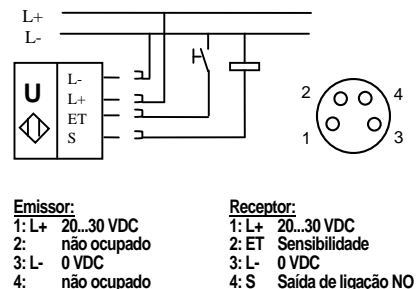 L+
L-
U
L-
L+
ET
S
2
4
1
3
Emissor:
1: L+ 20...30 VDC
2: não ocupado
3: L- 0 VDC
4: não ocupado
Receptor:
1: L+ 20...30 VDC
2: ET Sensibilidade
3: L- 0 VDC
4: S Saída de ligação NO